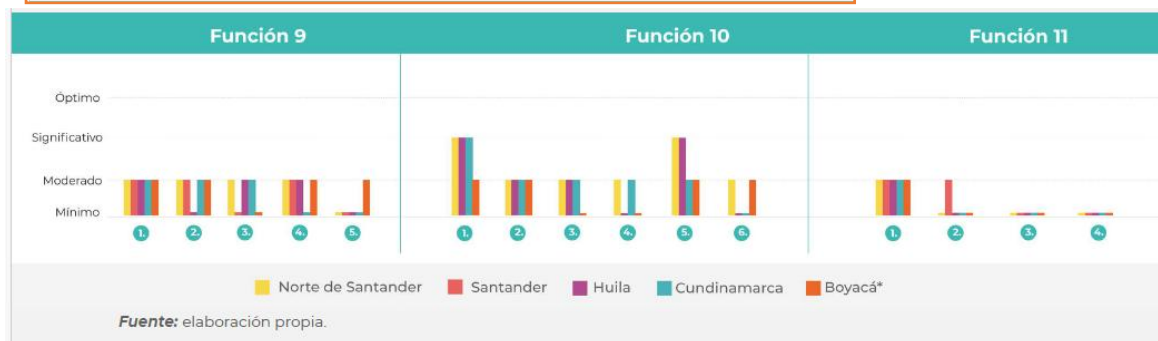 Función 9
Función 10
Función 11
Óptimo
Significativo
Moderado
Mínimo
1. 2. 3. 4. 5.
1. 2. 3. 4. 5. 6.
1. 2. 3. 4.
Norte de Santander Santander Huila Cundinamarca Boyacá*
Fuente: elaboración propia.